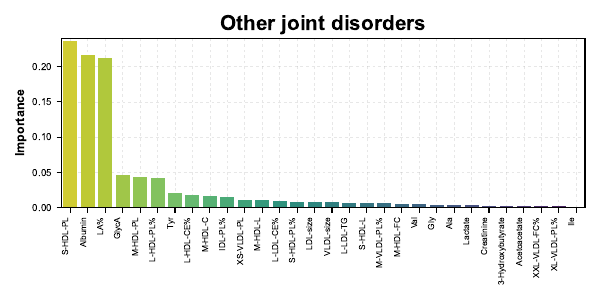 Other joint disorders
Importance
0.20
0.15
0.10
0.05
0.00
S-HDL-PL
Albumin
LA%
GlycA
M-HDL-PL
L-HDL-PL%
Tyr
L-HDL-CE%
M-HDL-C
IDL-PL%
XS-VLDL-PL
M-HDL-L
L-LDL-CE%
S-HDL-PL%
LDL-size
VLDL-size
L-LDL-TG
S-HDL-L
M-VLDL-PL%
M-HDL-FC
Val
Gly
Ala
Lactate
Creatinine
3-Hydroxybutyrate
Acetoacetate
XXL-VLDL-FC%
XL-VLDL-PL%
Ile